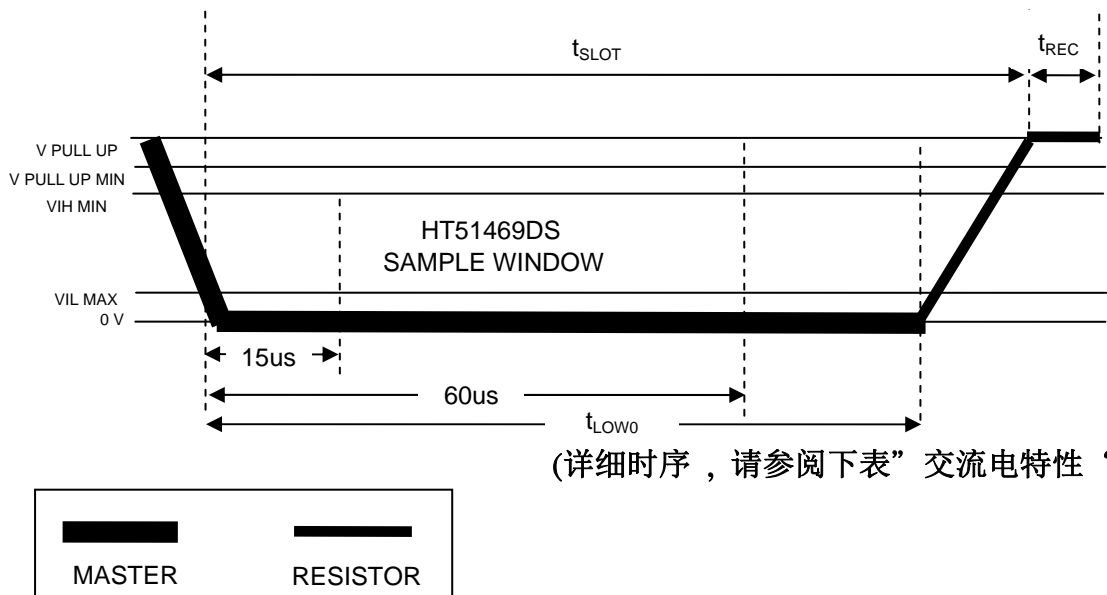 tSLOT
tREC
V PULL UP
V PULL UP MIN
VIH MIN
HT51469DS
SAMPLE WINDOW
VIL MAX
0 V
15us
60us
tLOW0
(详细时序 , 请参阅下表” 交流电特性 “
MASTER
RESISTOR